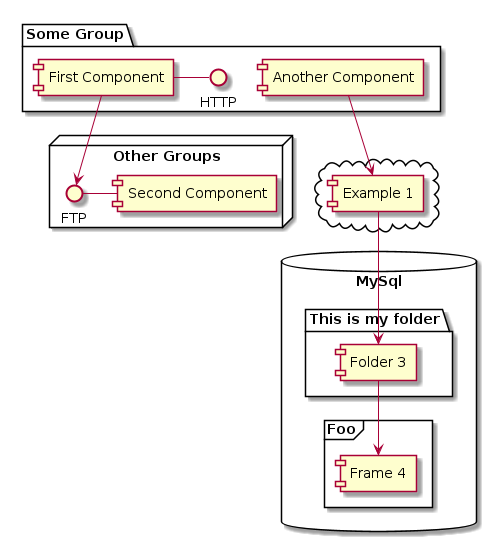 Some Group
First Component
HTTP
Another Component
Other Groups
FTP
Second Component
Example 1
MySql
This is my folder
Folder 3
Foo
Frame 4